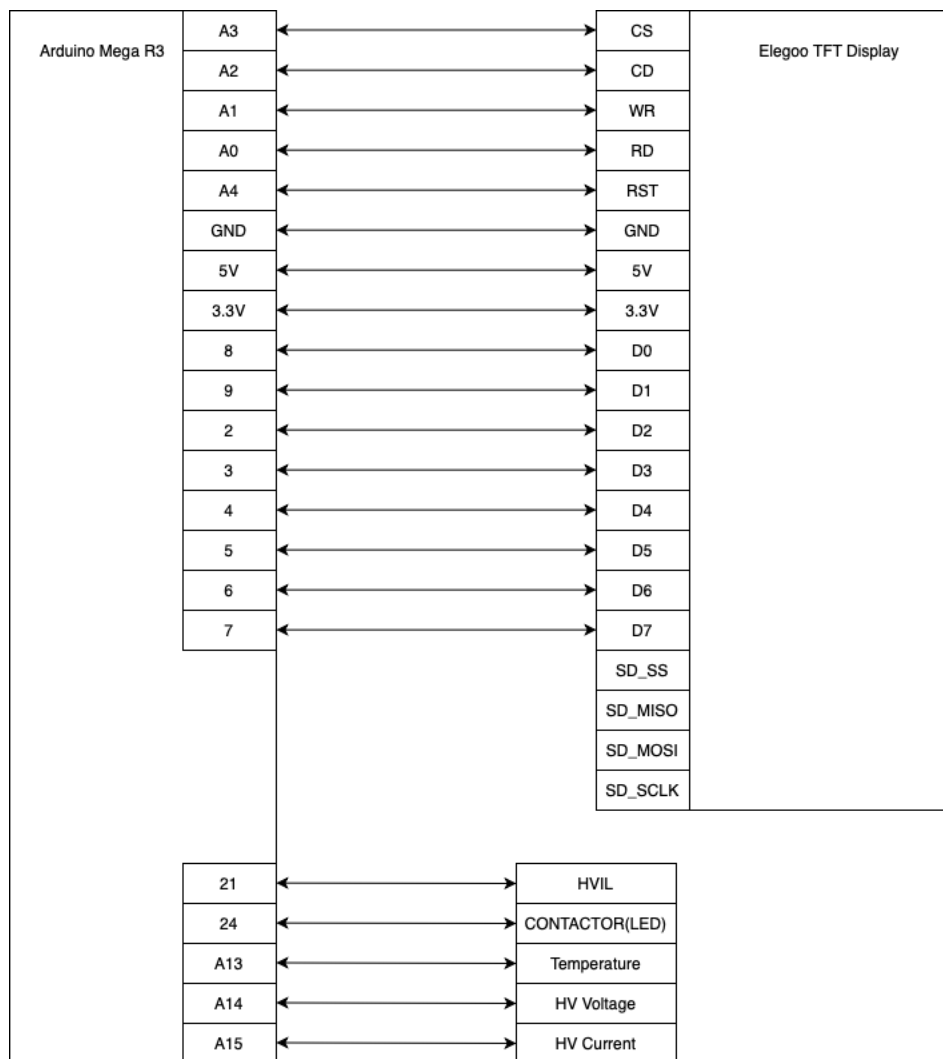 Arduino Mega R3
Elegoo TFT Display
A3 CS
A2 CD
A1 WR
A0 RD
A4 RST
GND GND
5V 5V
3.3V 3.3V
8 D0
9 D1
2 D2
3 D3
4 D4
5 D5
6 D6
7 D7
SD_SS
SD_MISO
SD_MOSI
SD_SCLK
21 HVIL
24 CONTACTOR(LED)
A13 Temperature
A14 HV Voltage
A15 HV Current